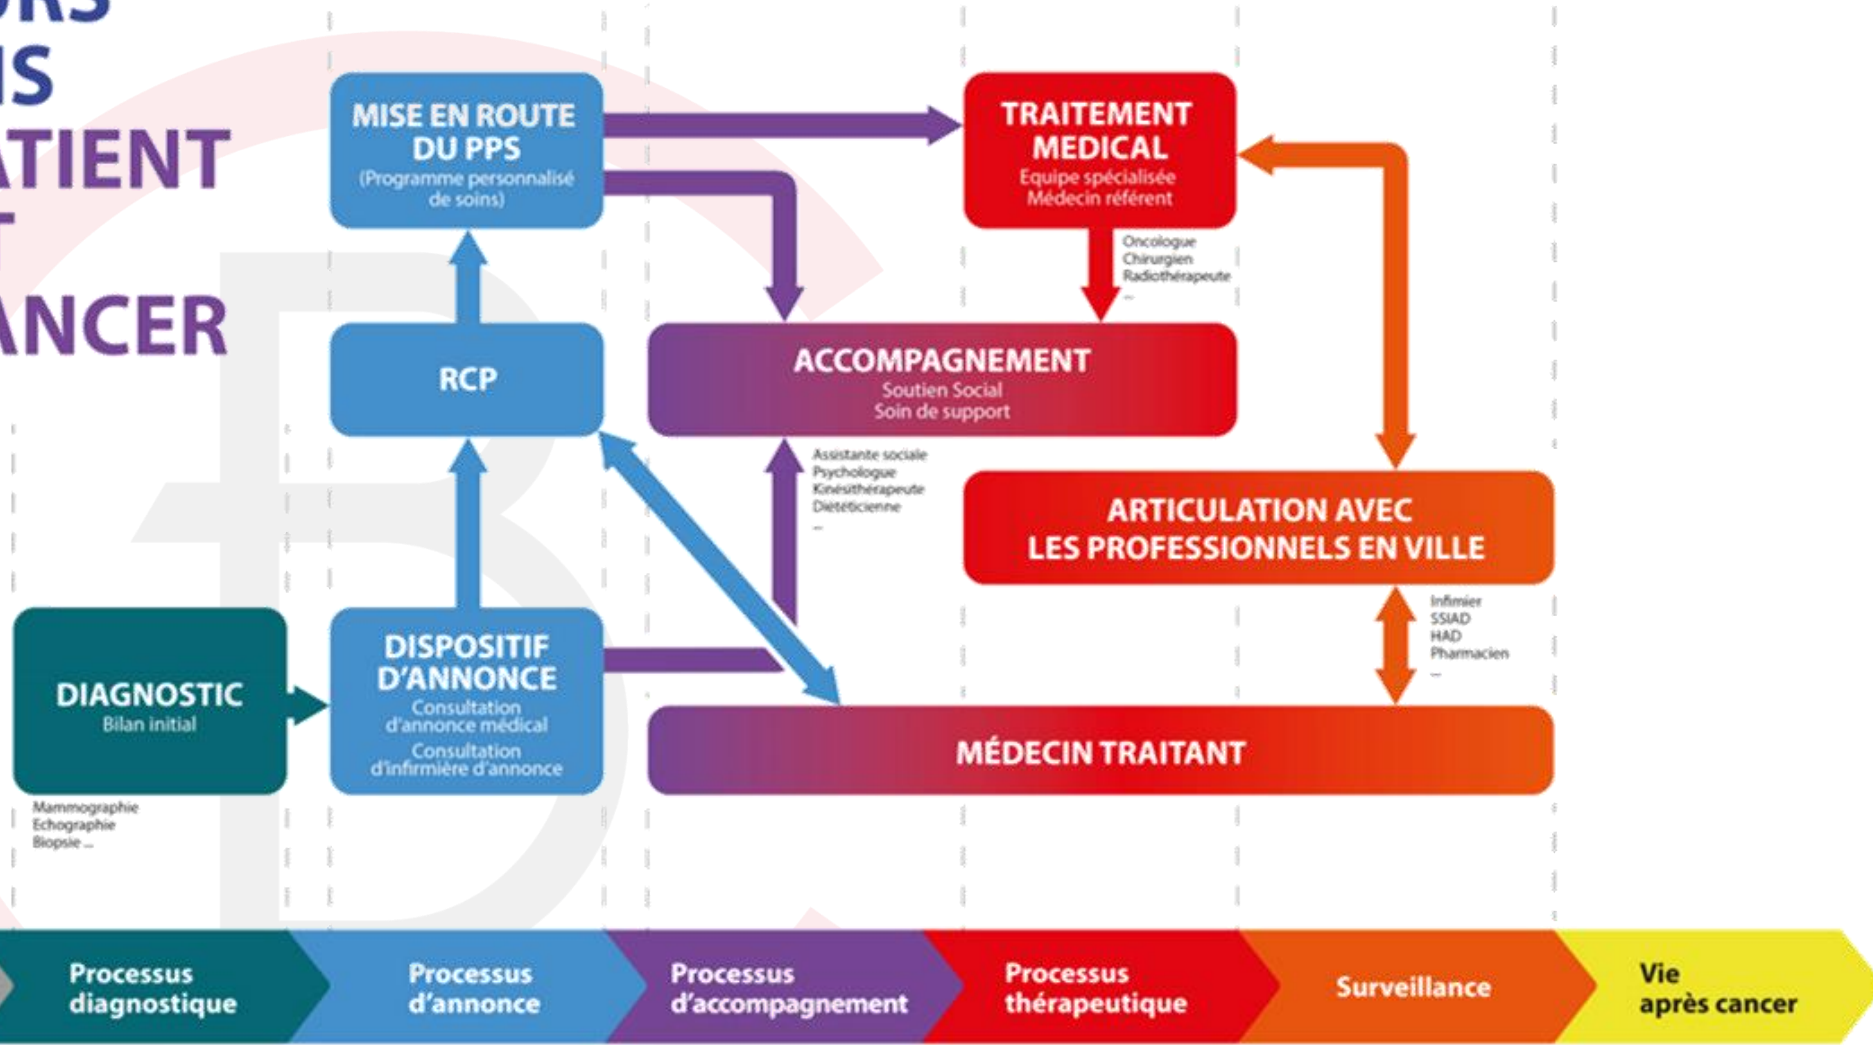 URS
NS
ATIENT
T
ANCER
MISE EN ROUTE
DU PPS
(Programme personnalisé
de soins)
TRAITEMENT
MEDICAL
Equipe spécialisée
Médecin référent
Oncologue
Chirurgien
Radiothérapeute
...
RCP
ACCOMPAGNEMENT
Soutien Social
Soin de support
Assistante sociale
Psychologue
Kinésithérapeute
Diététicienne
...
ARTICULATION AVEC
LES PROFESSIONNELS EN VILLE
Infirmier
SSIAD
HAD
Pharmacien
...
DIAGNOSTIC
Bilan initial
Mammographie
Echographie
Biopsie ...
DISPOSITIF
D'ANNONCE
Consultation
d'annonce médical
Consultation
d'infirmière d'annonce
MÉDECIN TRAITANT
Processus
diagnostique
Processus
d'annonce
Processus
d'accompagnement
Processus
thérapeutique
Surveillance
Vie
après cancer